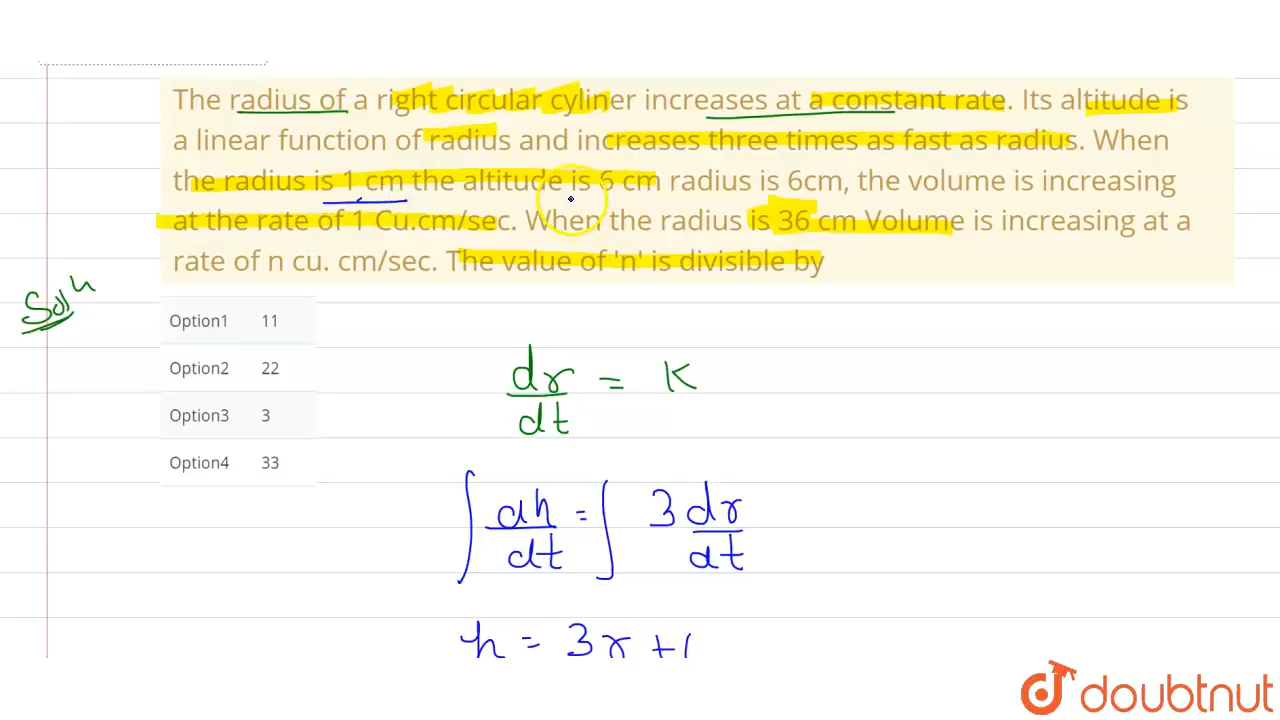 The radius of a right circular cyliner increases at a constant rate. Its altitude is
a linear function of radius and increases three times as fast as radius. When
the radius is 1 cm the altitude is 6 cm radius is 6cm, the volume is increasing
at the rate of 1 Cu.cm/sec. When the radius is 36 cm Volume is increasing at a
rate of n cu. cm/sec. The value of 'n' is divisible by
Solⁿ
Option1 11
Option2 22
Option3 3
Option4 33
dr/dt = K
∫ dh/dt = ∫ 3 dr/dt
h = 3r +
doubtnut